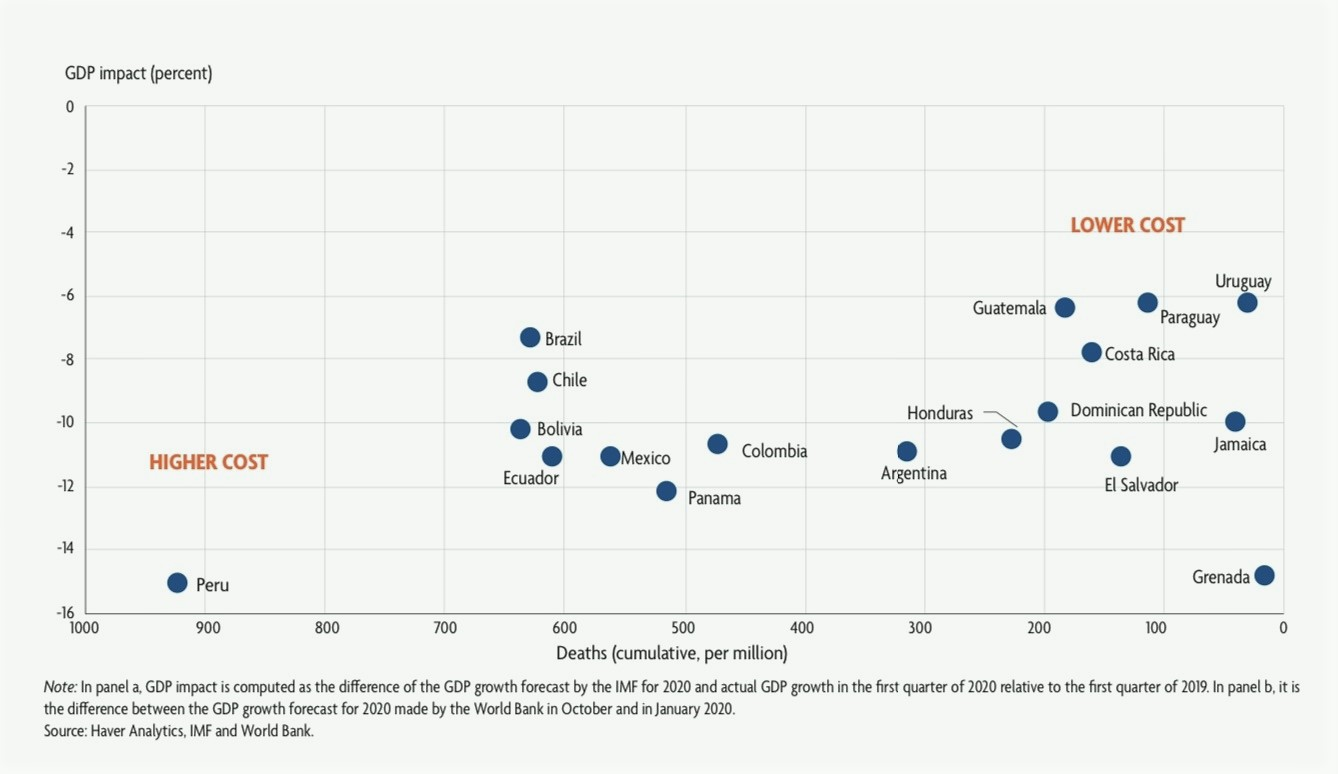 GDP impact (percent)
0
-2
-4
LOWER COST
-6
Uruguay
Guatemala
Paraguay
Brazil
-8
Costa Rica
Chile
Honduras
Dominican Republic
-10
Bolivia
Jamaica
Colombia
HIGHER COST
Mexico
Ecuador
Argentina
-12
El Salvador
Panama
-14
Grenada
Peru
-16
1000 900 800 700 600 500 400 300 200 100 0
Deaths (cumulative, per million)
Note: In panel a, GDP impact is computed as the difference of the GDP growth forecast by the IMF for 2020 and actual GDP growth in the first quarter of 2020 relative to the first quarter of 2019. In panel b, it is
the difference between the GDP growth forecast for 2020 made by the World Bank in October and in January 2020.
Source: Haver Analytics, IMF and World Bank.